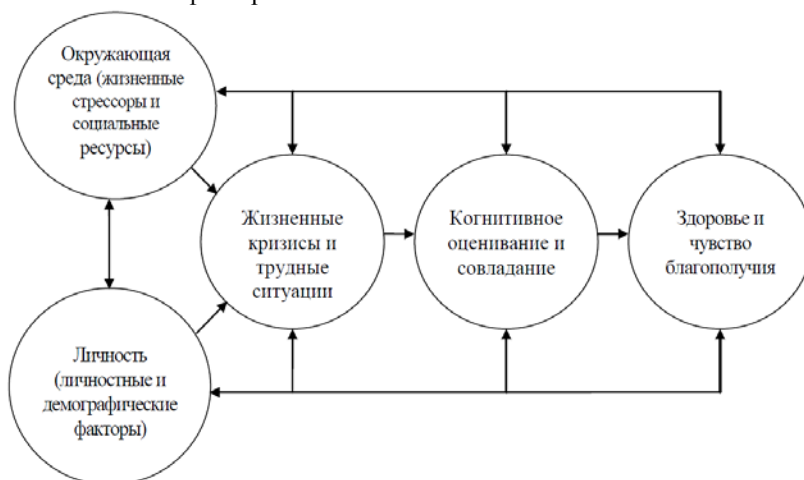 Окружающая
среда (жизненные
стрессоры и
социальные
ресурсы)
Жизненные
кризисы и
трудные
ситуации
Когнитивное
оценивание и
совладание
Здоровье и
чувство
благополучия
Личность
(личностные и
демографические
факторы)